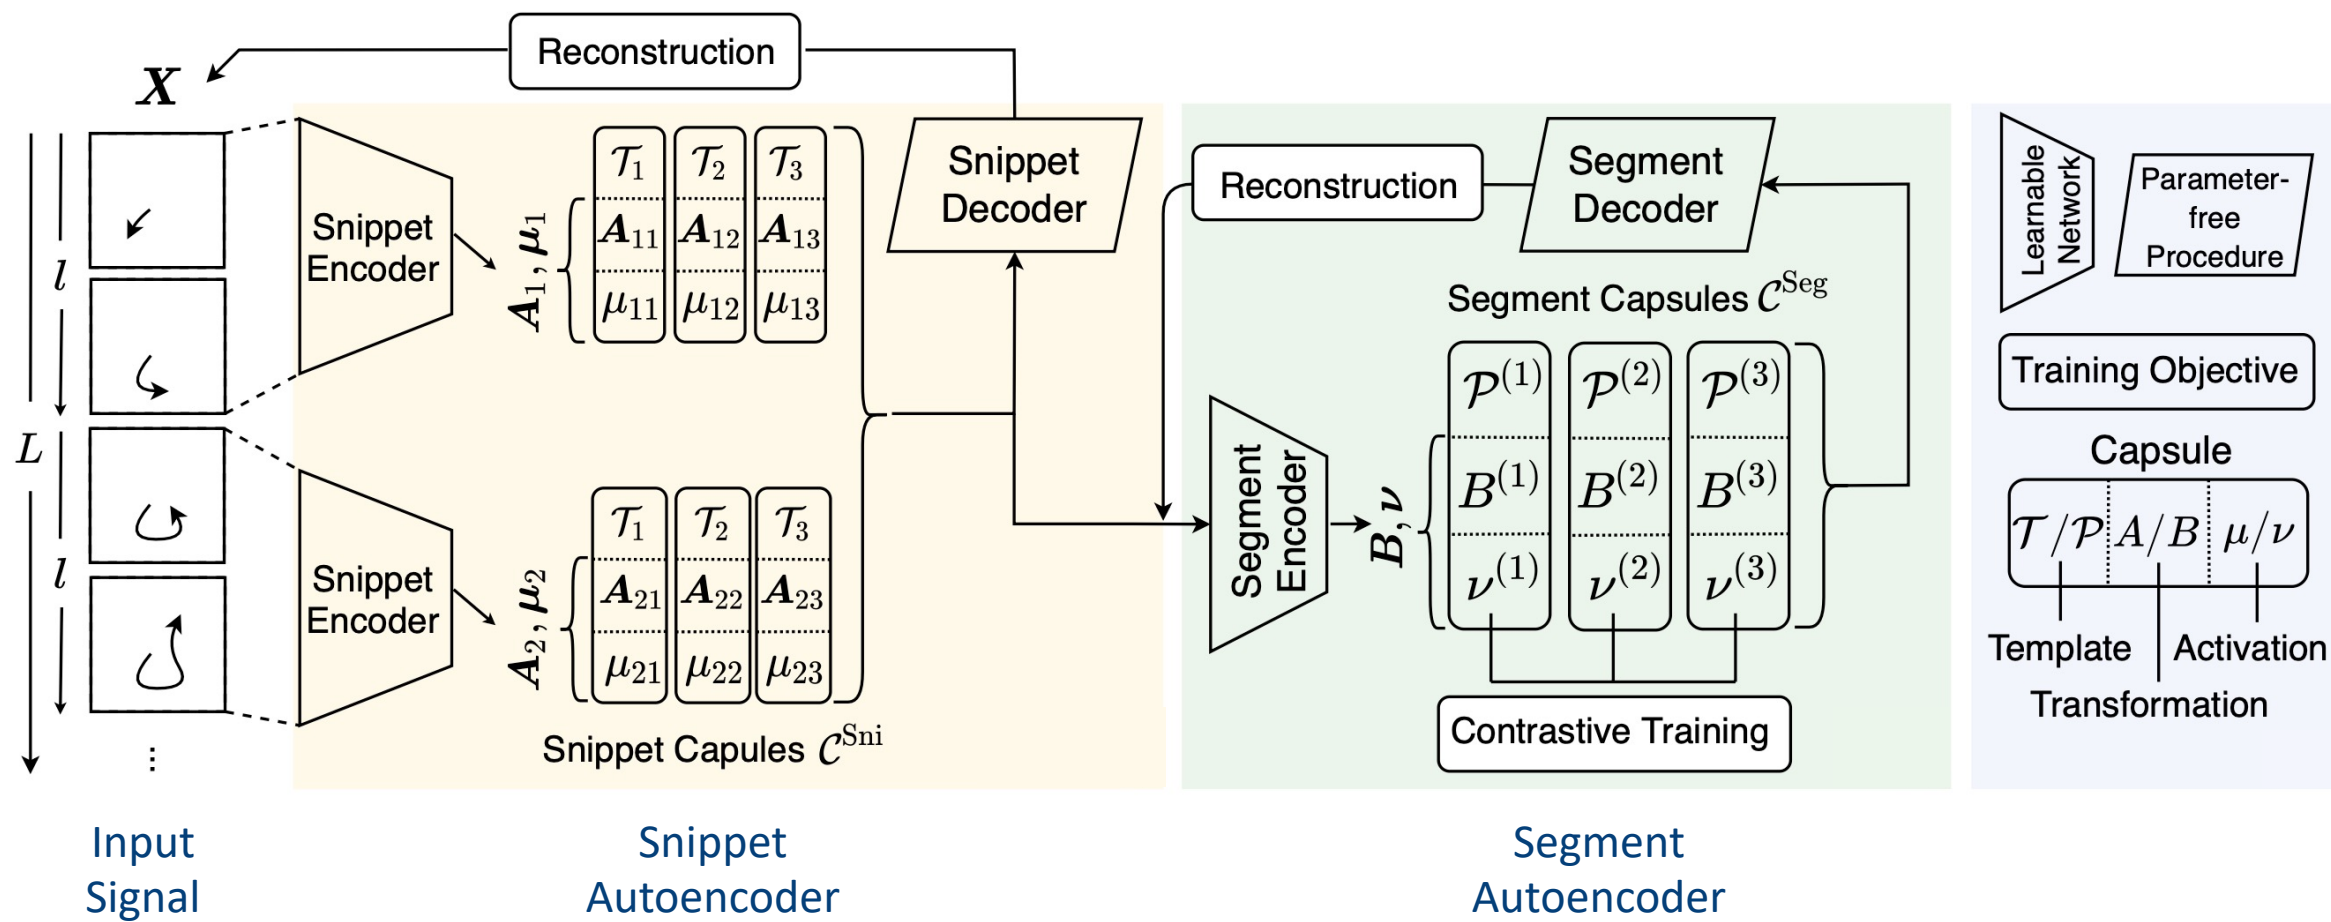 Reconstruction
X
L
l
l
⋮
Snippet
Encoder
A₁, μ₁
𝒯₁ 𝒯₂ 𝒯₃
A₁₁ A₁₂ A₁₃
μ₁₁ μ₁₂ μ₁₃
Snippet
Encoder
A₂, μ₂
𝒯₁ 𝒯₂ 𝒯₃
A₂₁ A₂₂ A₂₃
μ₂₁ μ₂₂ μ₂₃
Snippet Capules 𝒞^Sni
Snippet
Decoder
Reconstruction
Segment
Decoder
Segment Capsules 𝒞^Seg
Segment
Encoder
B, ν
𝒫⁽¹⁾ 𝒫⁽²⁾ 𝒫⁽³⁾
B⁽¹⁾ B⁽²⁾ B⁽³⁾
ν⁽¹⁾ ν⁽²⁾ ν⁽³⁾
Contrastive Training
Learnable
Network
Parameter-
free
Procedure
Training Objective
Capsule
𝒯/𝒫 A/B μ/ν
Template Activation
Transformation
Input
Signal
Snippet
Autoencoder
Segment
Autoencoder